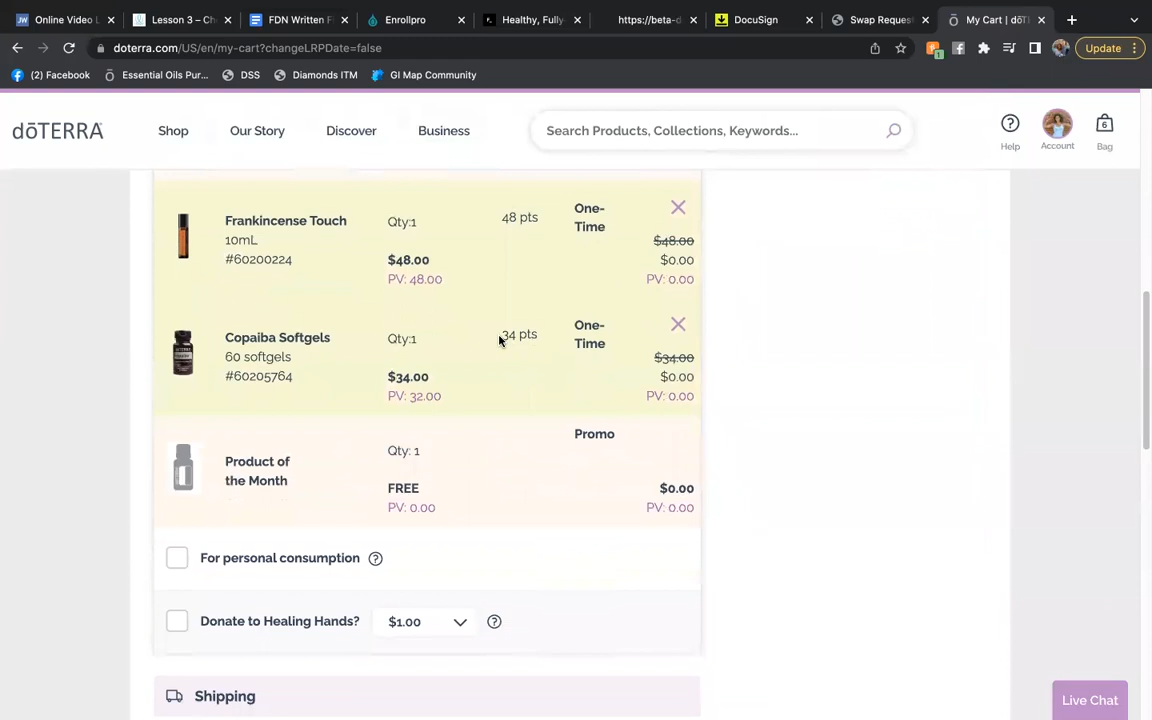 Online Video L
Lesson 3 – Ch
FDN Written F
Enrollpro
Healthy, Fully
https://beta-d
DocuSign
Swap Request
My Cart | dōT
doterra.com/US/en/my-cart?changeLRPDate=false
1
Update
(2) Facebook
Essential Oils Pur...
DSS
Diamonds ITM
GI Map Community
dōTERRA
Shop
Our Story
Discover
Business
Search Products, Collections, Keywords...
Help
Account
6
Bag
Frankincense Touch
10mL
#60200224
Qty:1
$48.00
PV: 48.00
48 pts
One-
Time
$48.00
$0.00
PV: 0.00
Copaiba Softgels
60 softgels
#60205764
Qty:1
$34.00
PV: 32.00
34 pts
One-
Time
$34.00
$0.00
PV: 0.00
Product of
the Month
Qty: 1
FREE
PV: 0.00
Promo
$0.00
PV: 0.00
For personal consumption
Donate to Healing Hands?
$1.00
Shipping
Live Chat